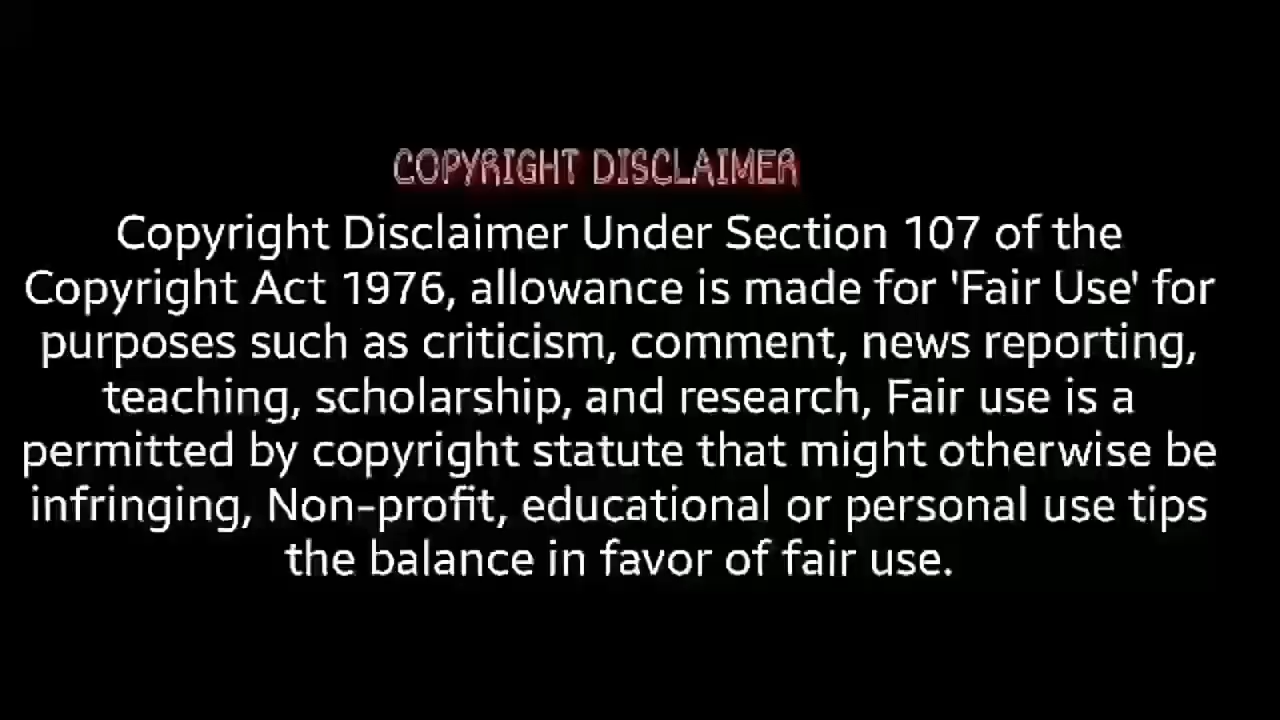 COPYRIGHT DISCLAIMER
Copyright Disclaimer Under Section 107 of the
Copyright Act 1976, allowance is made for 'Fair Use' for
purposes such as criticism, comment, news reporting,
teaching, scholarship, and research, Fair use is a
permitted by copyright statute that might otherwise be
infringing, Non-profit, educational or personal use tips
the balance in favor of fair use.